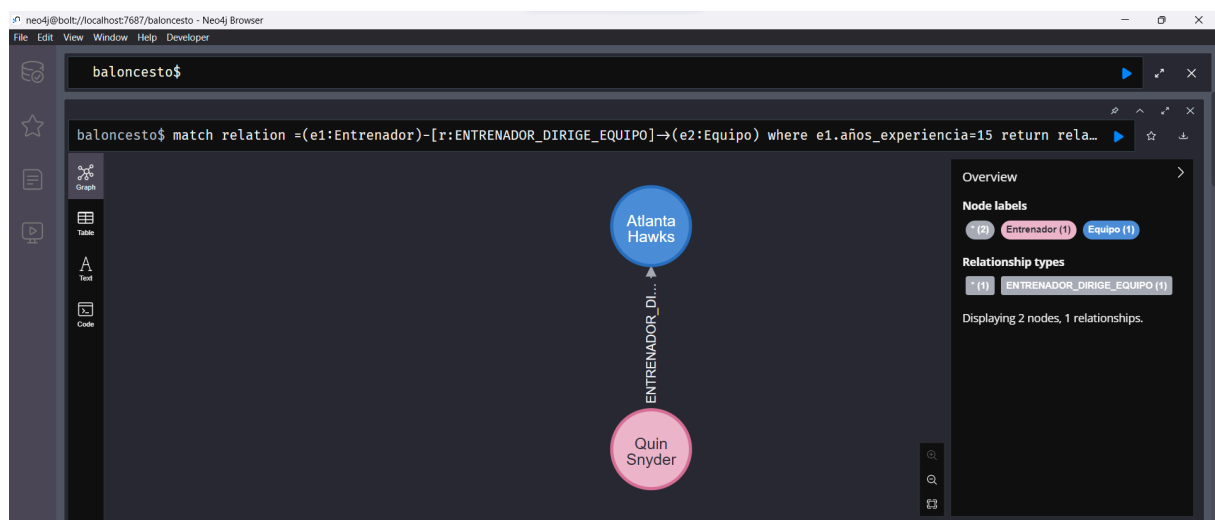 neo4j@bolt://localhost:7687/baloncesto - Neo4j Browser
File Edit View Window Help Developer
baloncesto$
baloncesto$ match relation =(e1:Entrenador)-[r:ENTRENADOR_DIRIGE_EQUIPO]→(e2:Equipo) where e1.años_experiencia=15 return rela…
Graph
Table
Text
Code
Atlanta
Hawks
ENTRENADOR_DI…
Quin
Snyder
Overview
Node labels
* (2) Entrenador (1) Equipo (1)
Relationship types
* (1) ENTRENADOR_DIRIGE_EQUIPO (1)
Displaying 2 nodes, 1 relationships.